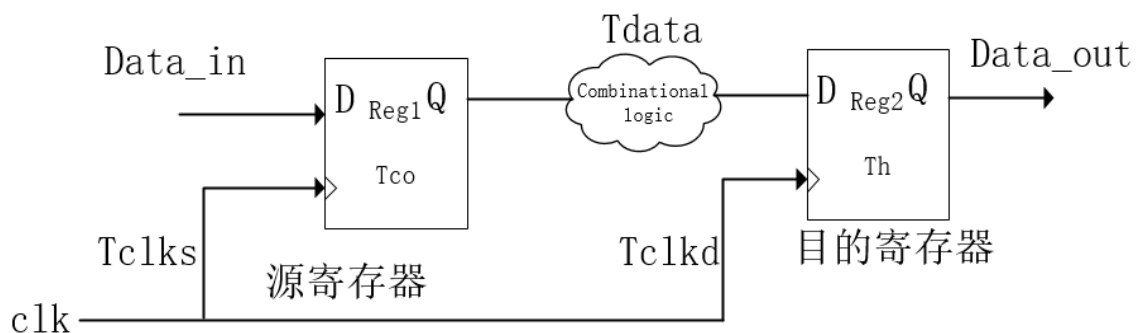 Tdata
Data_in
Data_out
D Reg1 Q
Combinational
logic
D Reg2 Q
Tco
Th
Tclks
Tclkd
源寄存器
目的寄存器
clk